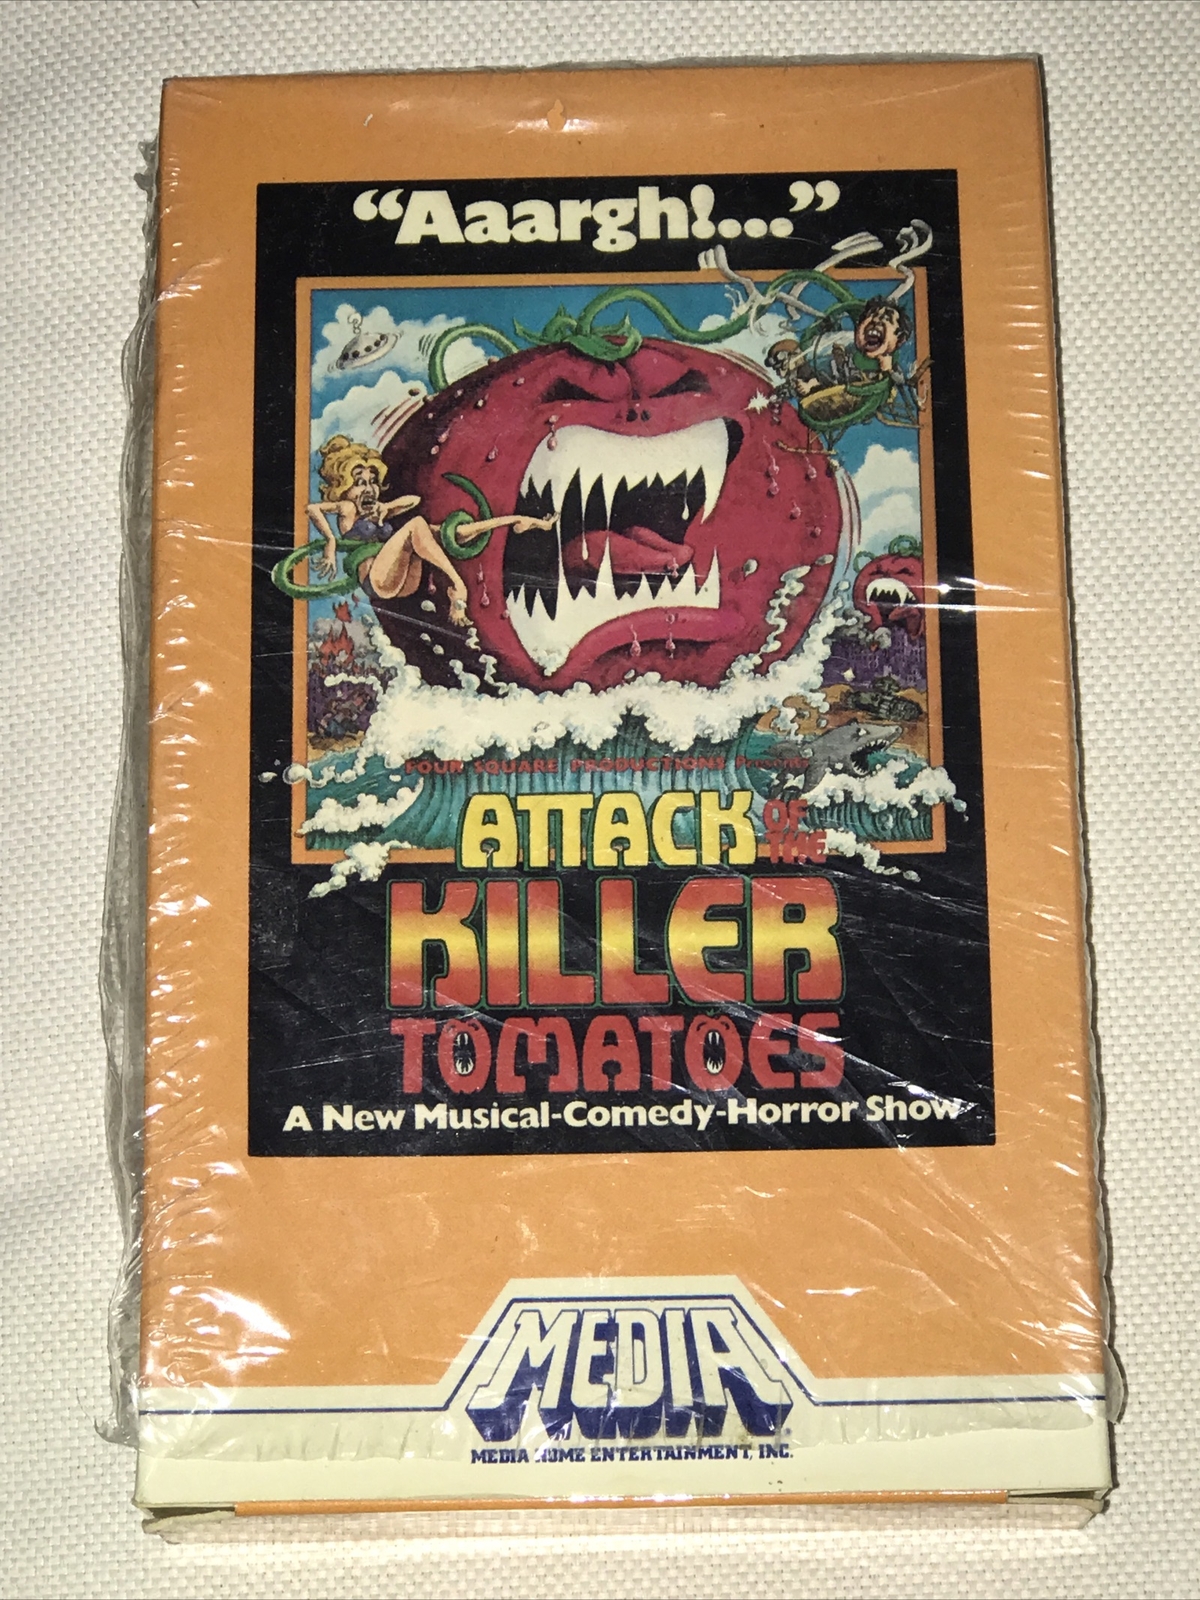 “Aaargh!...”
FOUR SQUARE PRODUCTIONS Presents
ATTACK OF THE
KILLER
TOMATOES
A New Musical-Comedy-Horror Show
MEDIA
MEDIA HOME ENTERTAINMENT, INC.